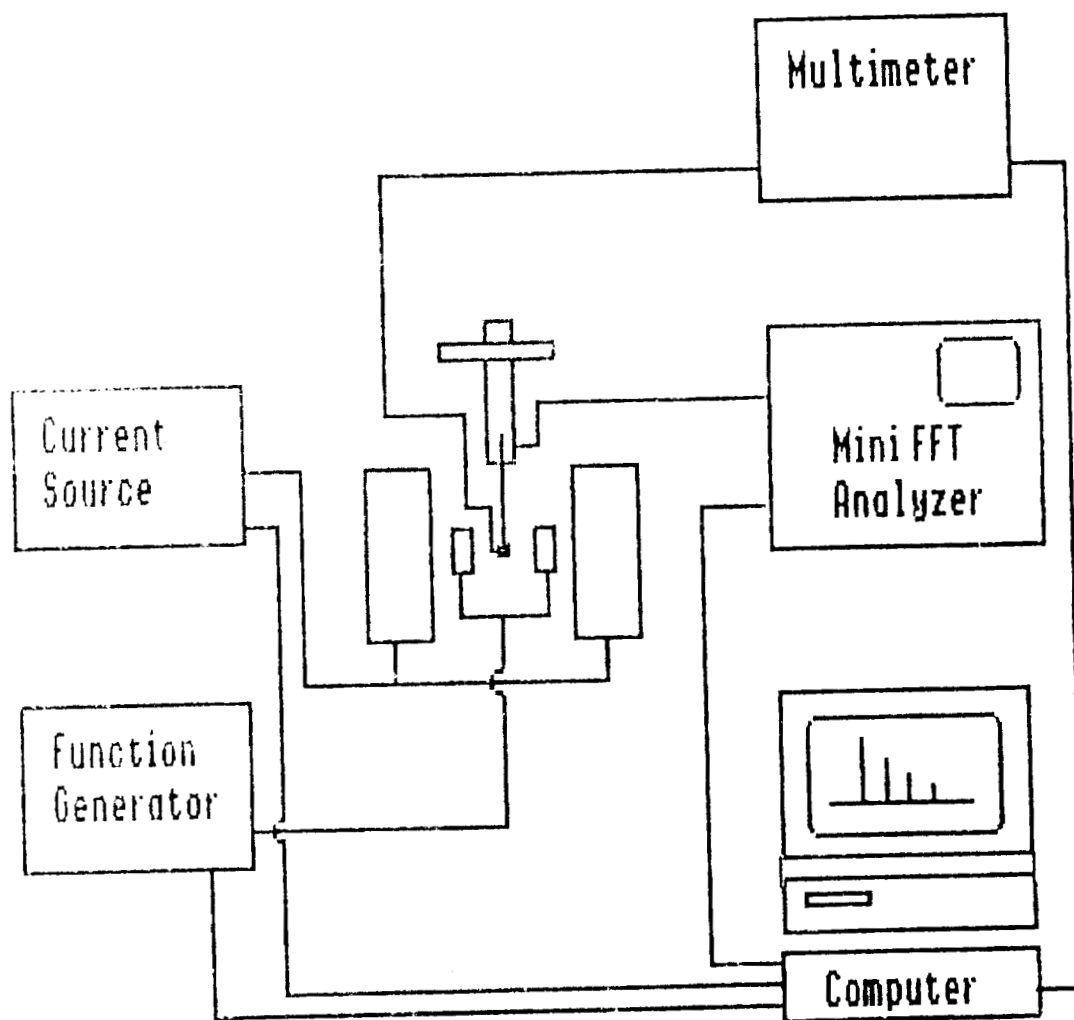 Multimeter
Current
Source
Mini FFT
Analyzer
Function
Generator
Computer